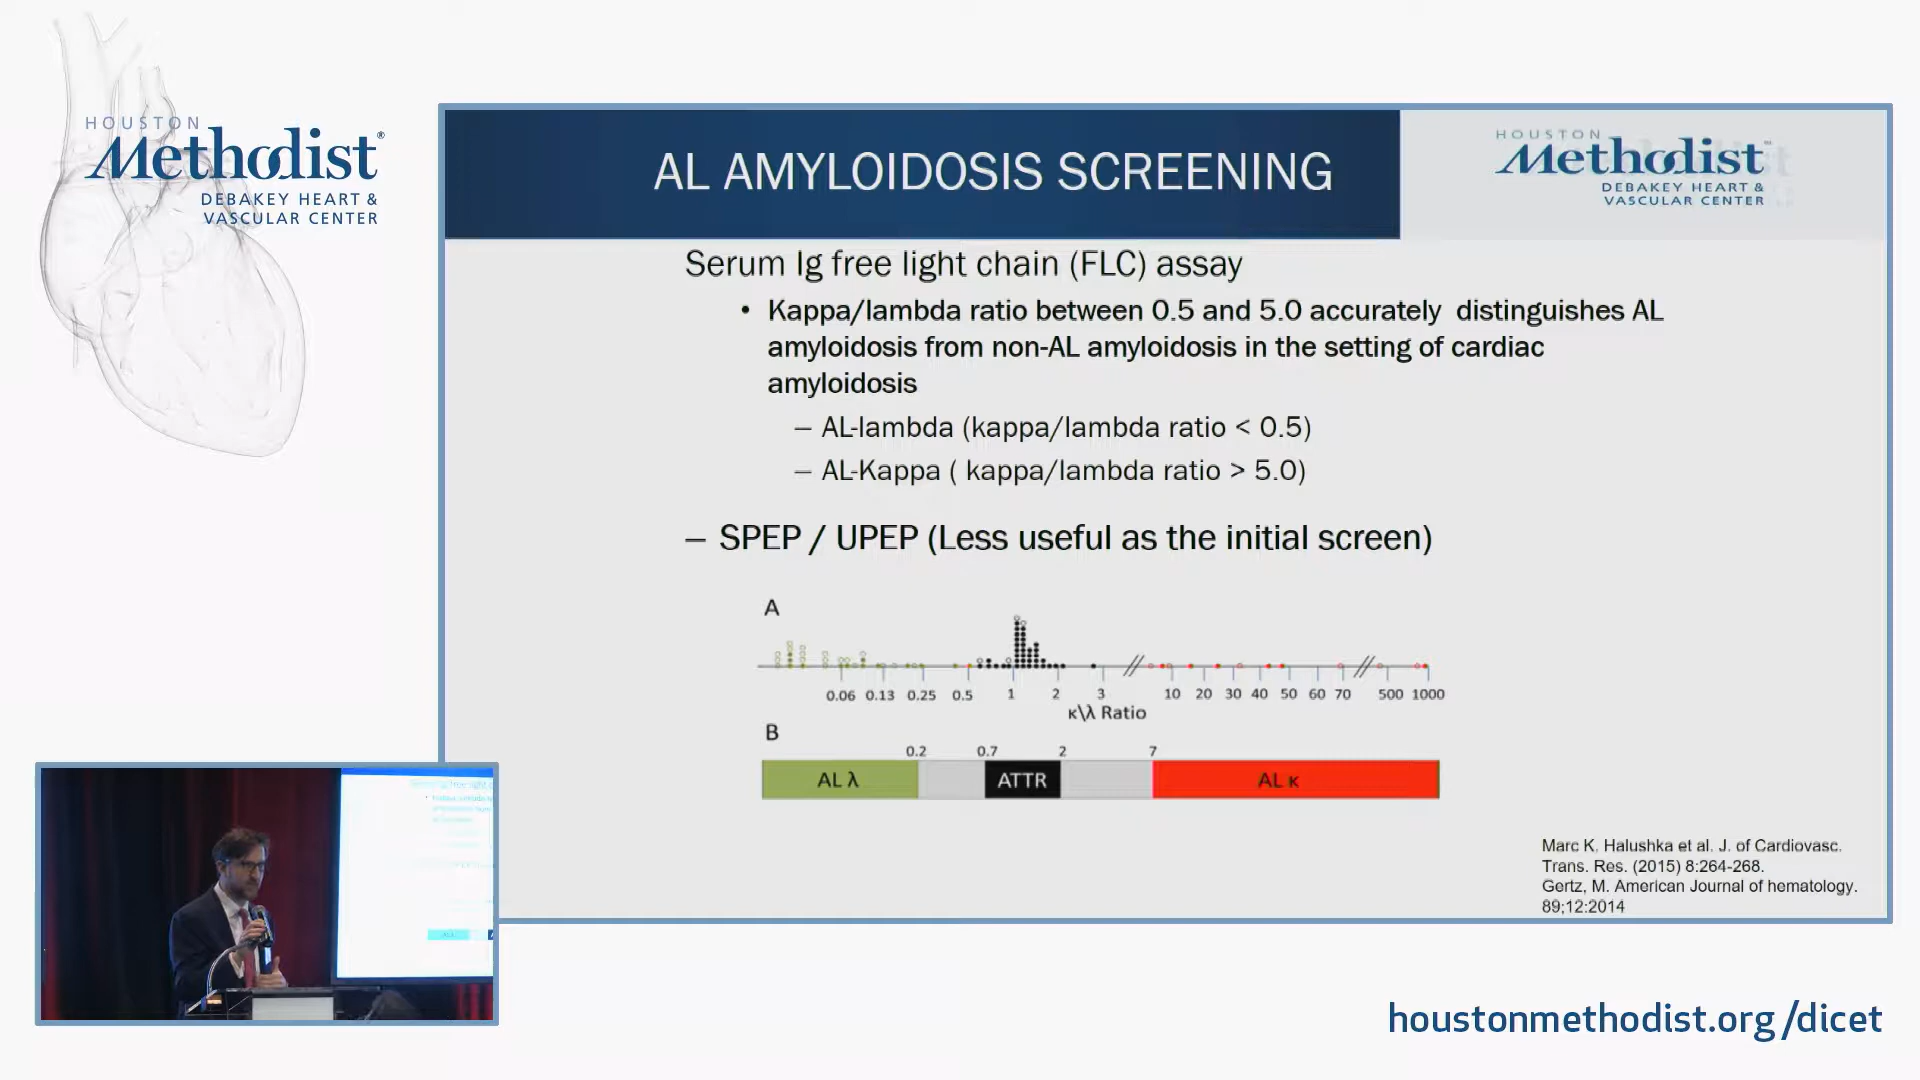 HOUSTON
Methodist®
DEBAKEY HEART &
VASCULAR CENTER
AL AMYLOIDOSIS SCREENING
HOUSTON
Methodist
DEBAKEY HEART &
VASCULAR CENTER
Serum Ig free light chain (FLC) assay
• Kappa/lambda ratio between 0.5 and 5.0 accurately distinguishes AL
amyloidosis from non-AL amyloidosis in the setting of cardiac
amyloidosis
– AL-lambda (kappa/lambda ratio < 0.5)
– AL-Kappa ( kappa/lambda ratio > 5.0)
– SPEP / UPEP (Less useful as the initial screen)
A
0.06 0.13 0.25 0.5 1 2 3 10 20 30 40 50 60 70 500 1000
κ\λ Ratio
B
0.2 0.7 2 7
AL λ ATTR AL κ
Marc K. Halushka et al. J. of Cardiovasc.
Trans. Res. (2015) 8:264-268.
Gertz, M. American Journal of hematology.
89;12:2014
houstonmethodist.org/dicet